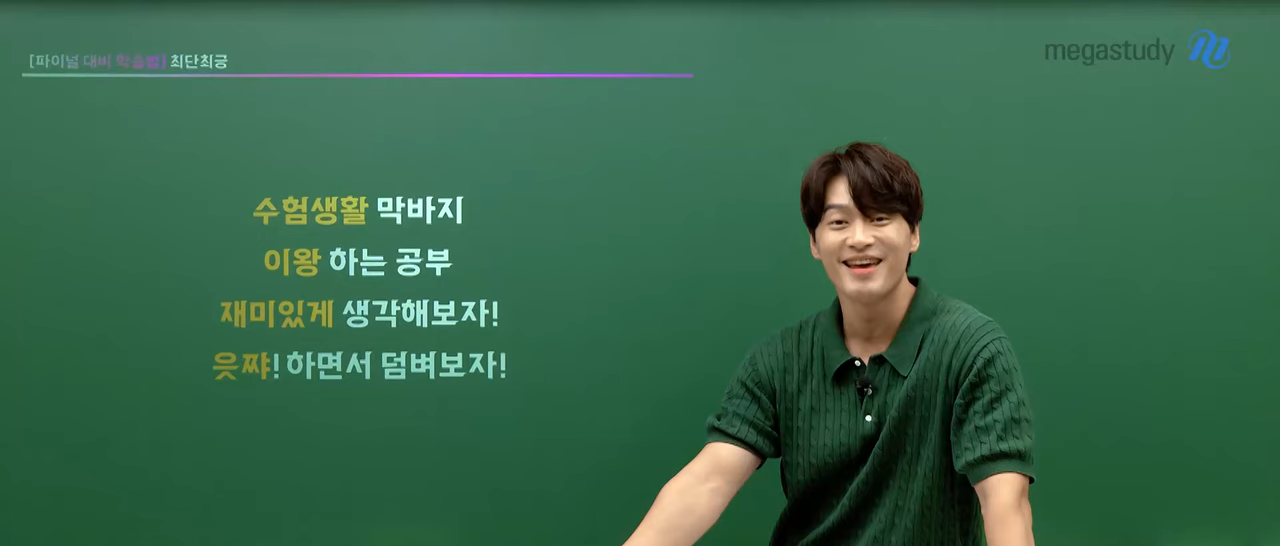 [파이널 대비 학습법] 최단최긍
megastudy
수험생활 막바지
이왕 하는 공부
재미있게 생각해보자!
읏쨔! 하면서 덤벼보자!